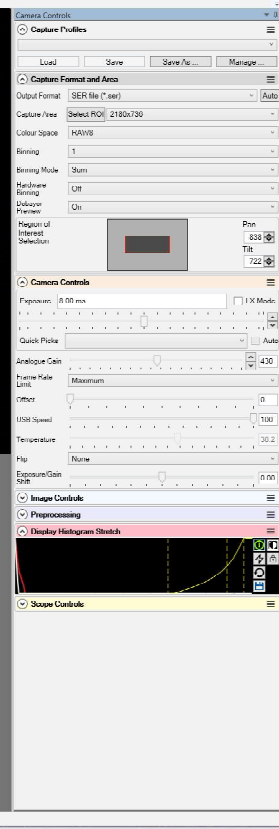 Camera Controls
Capture Profiles
Load Save Save As ... Manage ...
Capture Format and Area
Output Format SER file (*.ser) Auto
Capture Area Select ROI 2180x736
Colour Space RAW8
Binning 1
Binning Mode Sum
Hardware Binning Off
Debayer Preview On
Region of Interest Selection
Pan
838
Tilt
722
Camera Controls
Exposure 8.00 ms LX Mode
Quick Picks Auto
Analogue Gain 430
Frame Rate Limit Maximum
Offset 0
USB Speed 100
Temperature 30.2
Flip None
Exposure/Gain Shift 0.00
Image Controls
Preprocessing
Display Histogram Stretch
Scope Controls